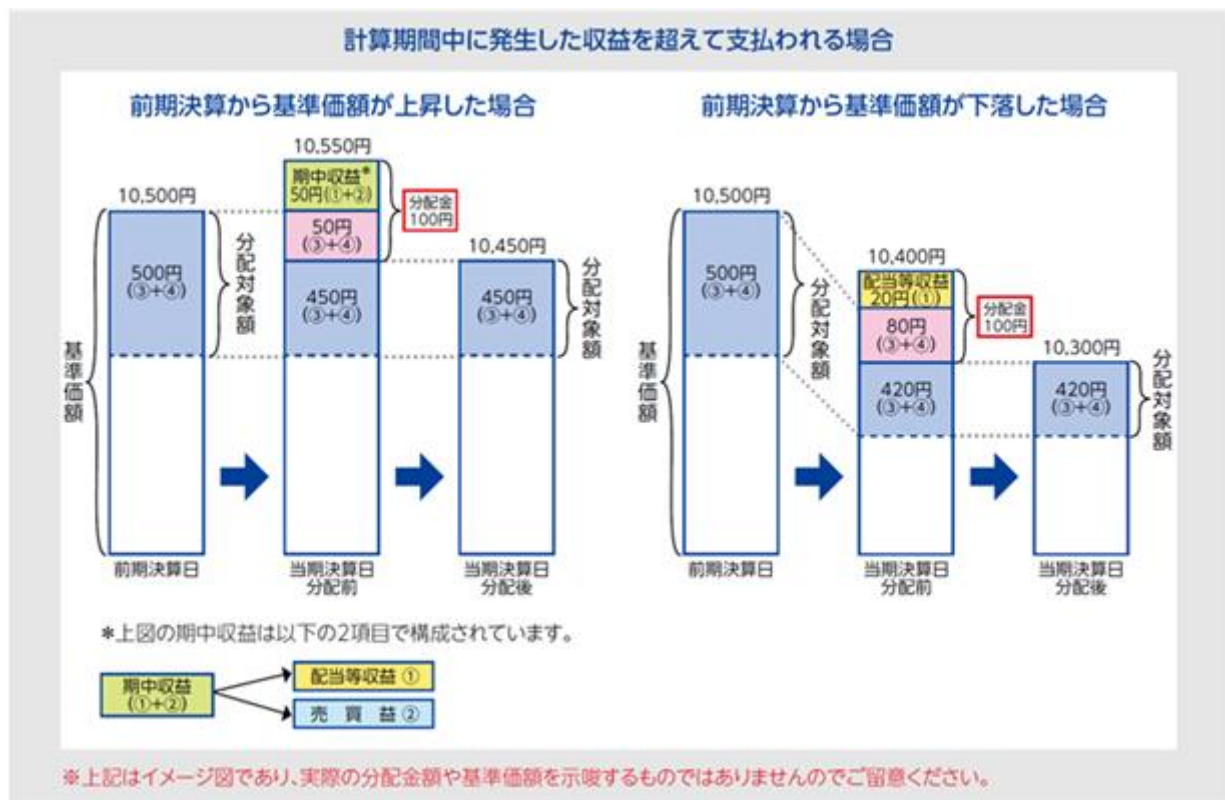 計算期間中に発生した収益を超えて支払われる場合
前期決算から基準価額が上昇した場合
10,500円
500円
(③+④)
分配対象額
基準価額
前期決算日
10,550円
期中収益*
50円(①+②)
50円
(③+④)
450円
(③+④)
分配金
100円
当期決算日
分配前
10,450円
450円
(③+④)
分配対象額
当期決算日
分配後
前期決算から基準価額が下落した場合
10,500円
500円
(③+④)
分配対象額
基準価額
前期決算日
10,400円
配当等収益
20円(①)
80円
(③+④)
420円
(③+④)
分配金
100円
当期決算日
分配前
10,300円
420円
(③+④)
分配対象額
当期決算日
分配後
*上図の期中収益は以下の2項目で構成されています。
期中収益
(①+②)
配当等収益 ①
売 買 益 ②
※上記はイメージ図であり、実際の分配金額や基準価額を示唆するものではありませんのでご留意ください。